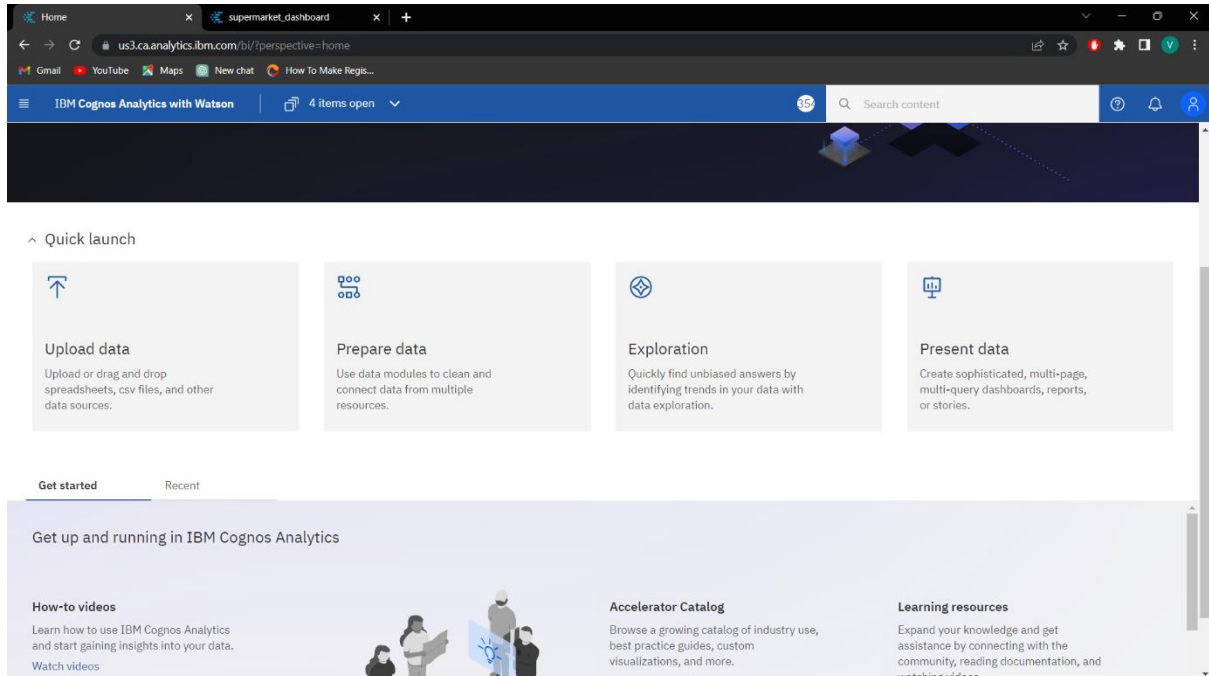 Home
supermarket_dashboard
us3.ca.analytics.ibm.com/bi/?perspective=home
V
Gmail
YouTube
Maps
New chat
How To Make Regis...
IBM Cognos Analytics with Watson
4 items open
Search content
Quick launch
Upload data
Upload or drag and drop
spreadsheets, csv files, and other
data sources.
Prepare data
Use data modules to clean and
connect data from multiple
resources.
Exploration
Quickly find unbiased answers by
identifying trends in your data with
data exploration.
Present data
Create sophisticated, multi-page,
multi-query dashboards, reports,
or stories.
Get started
Recent
Get up and running in IBM Cognos Analytics
How-to videos
Learn how to use IBM Cognos Analytics
and start gaining insights into your data.
Watch videos
Accelerator Catalog
Browse a growing catalog of industry use,
best practice guides, custom
visualizations, and more.
Learning resources
Expand your knowledge and get
assistance by connecting with the
community, reading documentation, and
watching videos.